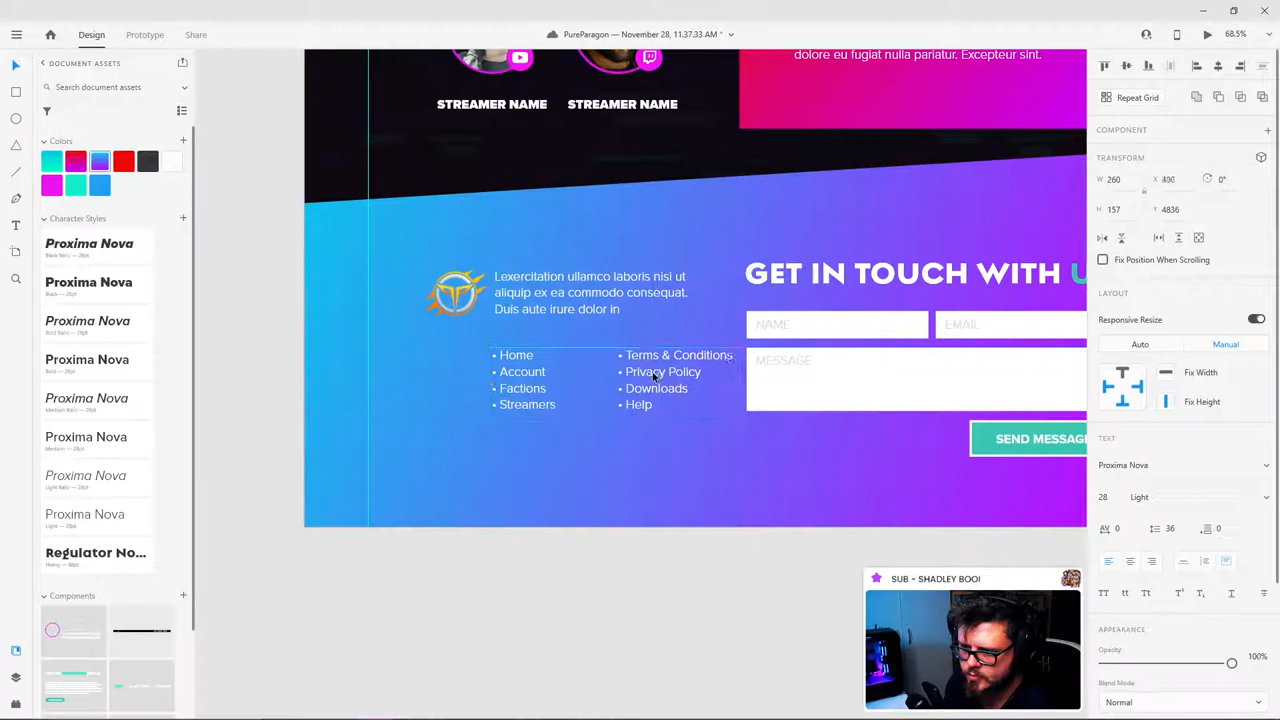 Design
Prototype
Share
PureParagon — November 28, 11.37.33 AM *
68.5%
DOCUMENT ASSETS
Search document assets
Colors
Character Styles
Proxima Nova
Black Italic — 28pt
Proxima Nova
Black — 28pt
Proxima Nova
Bold Italic — 28pt
Proxima Nova
Bold — 28pt
Proxima Nova
Medium Italic — 28pt
Proxima Nova
Medium — 28pt
Proxima Nova
Light Italic — 28pt
Proxima Nova
Light — 28pt
Regulator No...
Components
dolore eu fugiat nulla pariatur. Excepteur sint.
STREAMER NAME
STREAMER NAME
Lexercitation ullamco laboris nisi ut
aliquip ex ea commodo consequat.
Duis aute irure dolor in
• Home
• Account
• Factions
• Streamers
• Terms & Conditions
• Privacy Policy
• Downloads
• Help
GET IN TOUCH WITH U
NAME
EMAIL
MESSAGE
SEND MESSAGE
SUB - SHADLEY BOOI
Repeat Grid
COMPONENT
TRANSFORM
W 260
0°
H 157
Y 4836
Fix Position When Scrolling
LAYOUT
Responsive Resize
Auto
Manual
Fix Width
Fix Height
TEXT
Proxima Nova
28
Light
0
36
0
TT
tt
Tt
APPEARANCE
Opacity
100%
Blend Mode
Normal